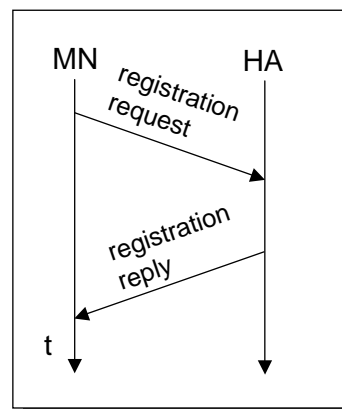 MN
HA
registration
request
registration
reply
t